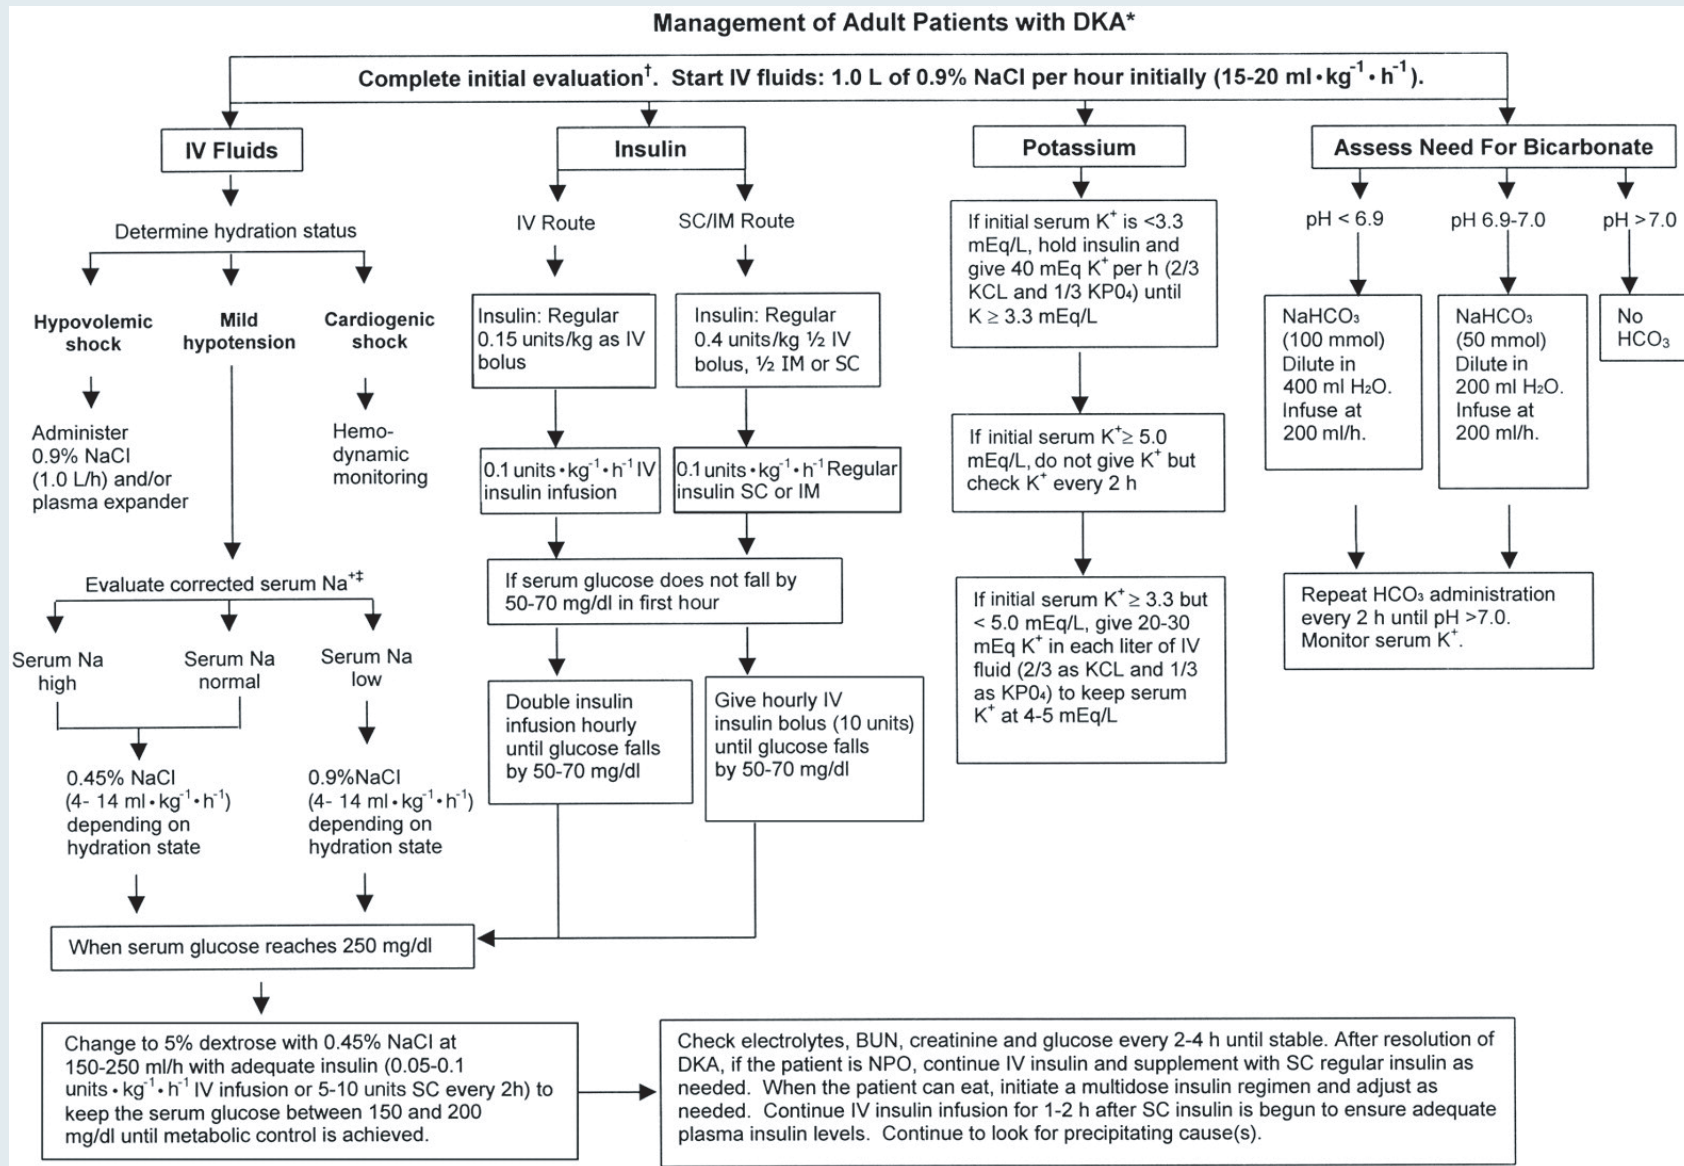 Management of Adult Patients with DKA*
Complete initial evaluation†. Start IV fluids: 1.0 L of 0.9% NaCl per hour initially (15-20 ml•kg⁻¹•h⁻¹).
IV Fluids
Determine hydration status
Hypovolemic
shock
Administer
0.9% NaCl
(1.0 L/h) and/or
plasma expander
Mild
hypotension
Cardiogenic
shock
Hemo-
dynamic
monitoring
Evaluate corrected serum Na⁺‡
Serum Na
high
Serum Na
normal
Serum Na
low
0.45% NaCl
(4- 14 ml•kg⁻¹•h⁻¹)
depending on
hydration state
0.9%NaCl
(4- 14 ml•kg⁻¹•h⁻¹)
depending on
hydration state
Insulin
IV Route
Insulin: Regular
0.15 units/kg as IV
bolus
0.1 units•kg⁻¹•h⁻¹ IV
insulin infusion
SC/IM Route
Insulin: Regular
0.4 units/kg ½ IV
bolus, ½ IM or SC
0.1 units•kg⁻¹•h⁻¹ Regular
insulin SC or IM
If serum glucose does not fall by
50-70 mg/dl in first hour
Double insulin
infusion hourly
until glucose falls
by 50-70 mg/dl
Give hourly IV
insulin bolus (10 units)
until glucose falls
by 50-70 mg/dl
Potassium
If initial serum K⁺ is <3.3
mEq/L, hold insulin and
give 40 mEq K⁺ per h (2/3
KCL and 1/3 KP0₄) until
K ≥ 3.3 mEq/L
If initial serum K⁺≥ 5.0
mEq/L, do not give K⁺ but
check K⁺ every 2 h
If initial serum K⁺ ≥ 3.3 but
< 5.0 mEq/L, give 20-30
mEq K⁺ in each liter of IV
fluid (2/3 as KCL and 1/3
as KP0₄) to keep serum
K⁺ at 4-5 mEq/L
Assess Need For Bicarbonate
pH < 6.9
NaHCO₃
(100 mmol)
Dilute in
400 ml H₂O.
Infuse at
200 ml/h.
pH 6.9-7.0
NaHCO₃
(50 mmol)
Dilute in
200 ml H₂O.
Infuse at
200 ml/h.
pH >7.0
No
HCO₃
Repeat HCO₃ administration
every 2 h until pH >7.0.
Monitor serum K⁺.
When serum glucose reaches 250 mg/dl
Change to 5% dextrose with 0.45% NaCl at
150-250 ml/h with adequate insulin (0.05-0.1
units•kg⁻¹•h⁻¹ IV infusion or 5-10 units SC every 2h) to
keep the serum glucose between 150 and 200
mg/dl until metabolic control is achieved.
Check electrolytes, BUN, creatinine and glucose every 2-4 h until stable. After resolution of
DKA, if the patient is NPO, continue IV insulin and supplement with SC regular insulin as
needed. When the patient can eat, initiate a multidose insulin regimen and adjust as
needed. Continue IV insulin infusion for 1-2 h after SC insulin is begun to ensure adequate
plasma insulin levels. Continue to look for precipitating cause(s).